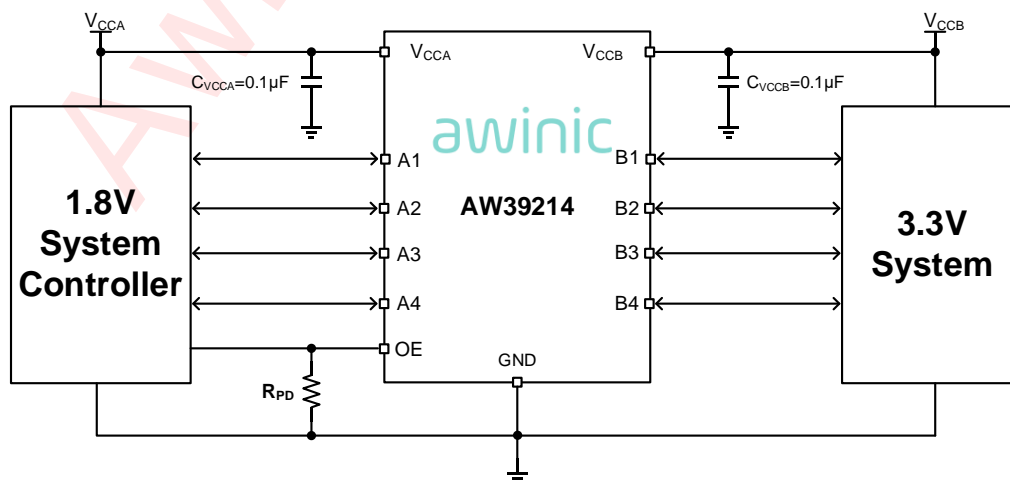 VCCA
VCCB
VCCA
VCCB
CVCCA=0.1µF
CVCCB=0.1µF
awinic
A1
B1
1.8V
System
Controller
A2
AW39214
B2
3.3V
System
A3
B3
A4
B4
OE
GND
RPD
Aw